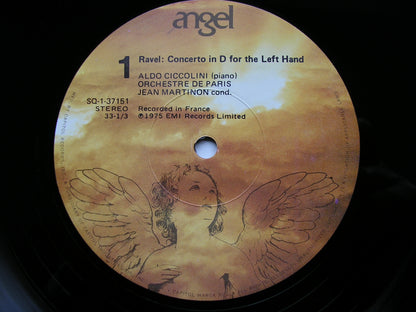 angel
1
Ravel: Concerto in D for the Left Hand
ALDO CICCOLINI (piano)
ORCHESTRE DE PARIS
JEAN MARTINON cond.
SQ-1-37151
STEREO
33-1/3
Recorded in France
℗1975 EMI Records Limited